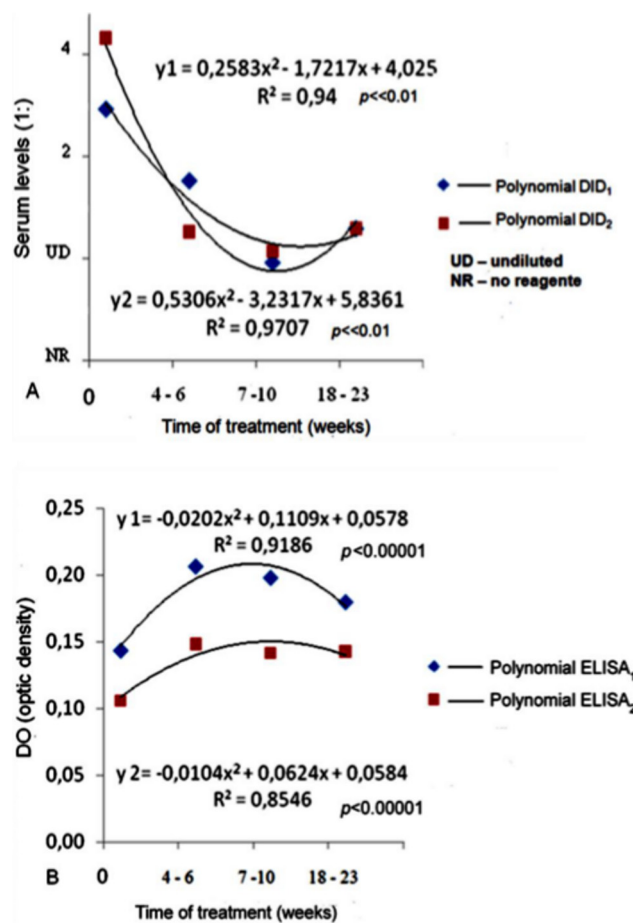 4
y1 = 0,2583x² - 1,7217x + 4,025
R² = 0,94 p<<0.01
Serum levels (1:)
2
Polynomial DID₁
Polynomial DID₂
UD – undiluted
NR – no reagente
UD
y2 = 0,5306x² - 3,2317x + 5,8361
R² = 0,9707 p<<0.01
NR
A 0 4 - 6 7 -10 18 - 23
Time of treatment (weeks)
0,25
y 1= -0,0202x² + 0,1109x + 0,0578
R² = 0,9186 p<0.00001
0,20
0,15
DO (optic density)
Polynomial ELISA₁
Polynomial ELISA₂
0,10
0,05
y 2= -0,0104x² + 0,0624x + 0,0584
R² = 0,8546 p<0.00001
0,00
B 0 4 - 6 7 -10 18 - 23
Time of treatment (weeks)